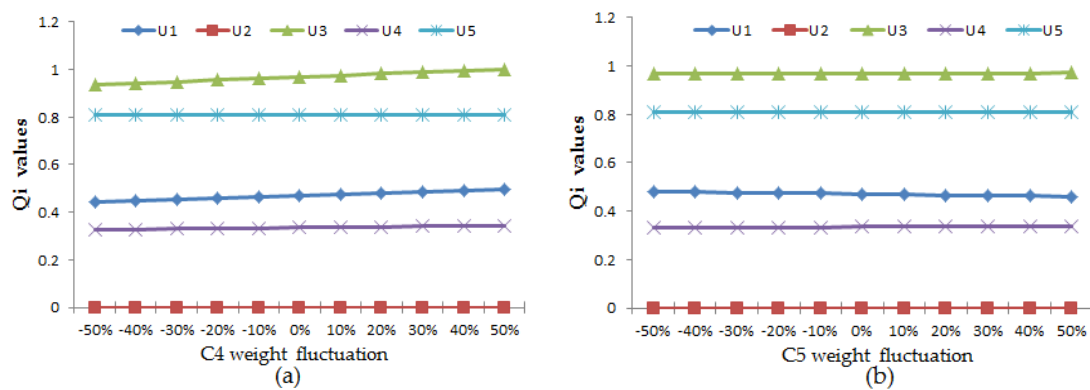 1.2
U1 U2 U3 U4 U5
1
0.8
0.6
0.4
0.2
0
Qi values
-50% -40% -30% -20% -10% 0% 10% 20% 30% 40% 50%
C4 weight fluctuation
(a)
1.2
U1 U2 U3 U4 U5
1
0.8
0.6
0.4
0.2
0
Qi values
-50% -40% -30% -20% -10% 0% 10% 20% 30% 40% 50%
C5 weight fluctuation
(b)